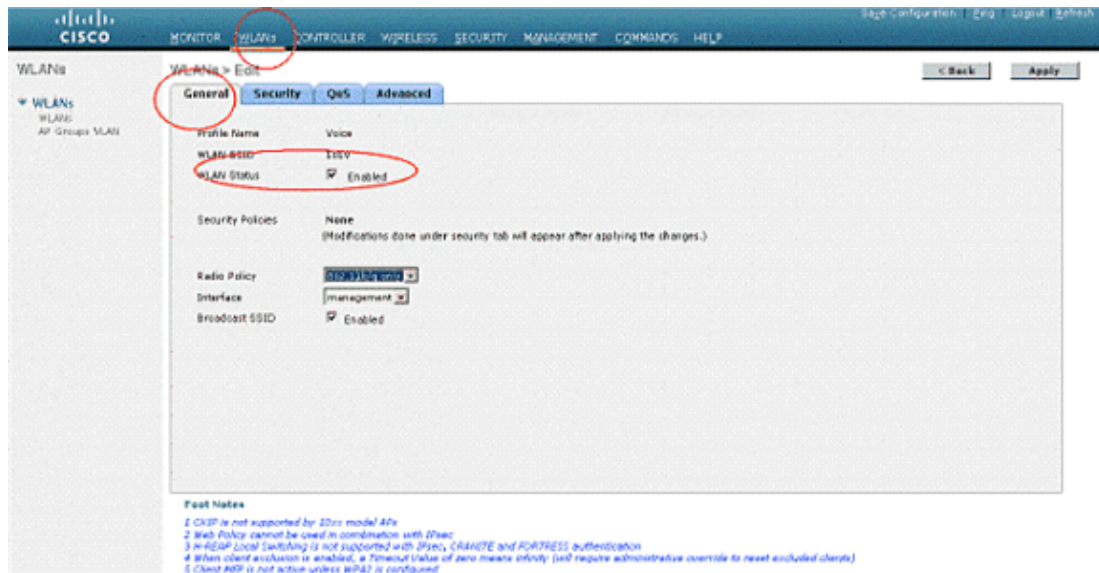 Save Configuration | Ping | Logout | Refresh
CISCO
MONITOR WLANs CONTROLLER WIRELESS SECURITY MANAGEMENT COMMANDS HELP
WLANs
WLANs > Edit
< Back Apply
General Security QoS Advanced
WLANs
WLANs
AP Groups VLAN
Profile Name Voice
WLAN SSID
WLAN Status Enabled
Security Policies None
(Modifications done under security tab will appear after applying the changes.)
Radio Policy 802.11b/g only
Interface management
Broadcast SSID Enabled
Foot Notes
1 CKIP is not supported by 10xx model APs
2 Web Policy cannot be used in combination with IPsec
3 H-REAP Local Switching is not supported with IPsec, CRANITE and FORTRESS authentication
4 When client exclusion is enabled, a Timeout Value of zero means infinity (will require administrative override to reset excluded clients)
5 Client MFP is not active unless WPA2 is configured